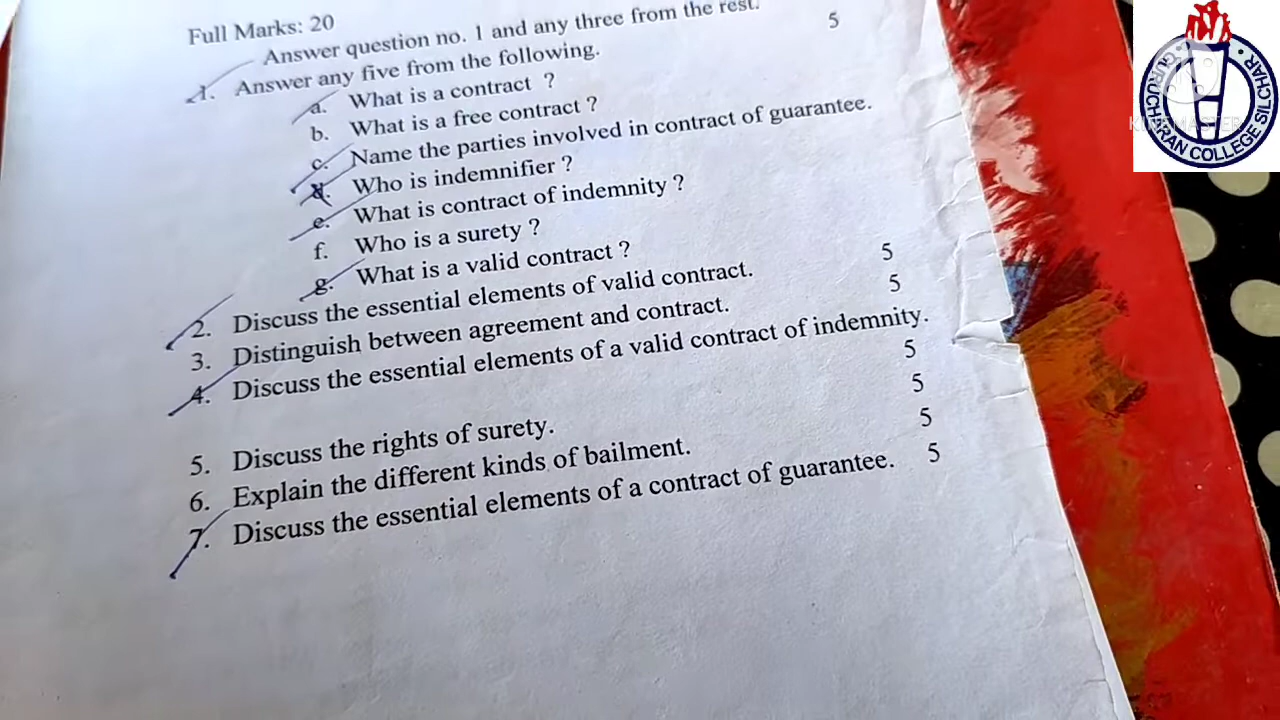 Full Marks: 20
Answer question no. 1 and any three from the rest.
1. Answer any five from the following. 5
a. What is a contract ?
b. What is a free contract ?
c. Name the parties involved in contract of guarantee.
d. Who is indemnifier ?
e. What is contract of indemnity ?
f. Who is a surety ?
g. What is a valid contract ?
2. Discuss the essential elements of valid contract. 5
3. Distinguish between agreement and contract. 5
4. Discuss the essential elements of a valid contract of indemnity.
5
5. Discuss the rights of surety. 5
6. Explain the different kinds of bailment. 5
7. Discuss the essential elements of a contract of guarantee. 5
GURUCHARAN COLLEGE SILCHAR
KINEMASTER